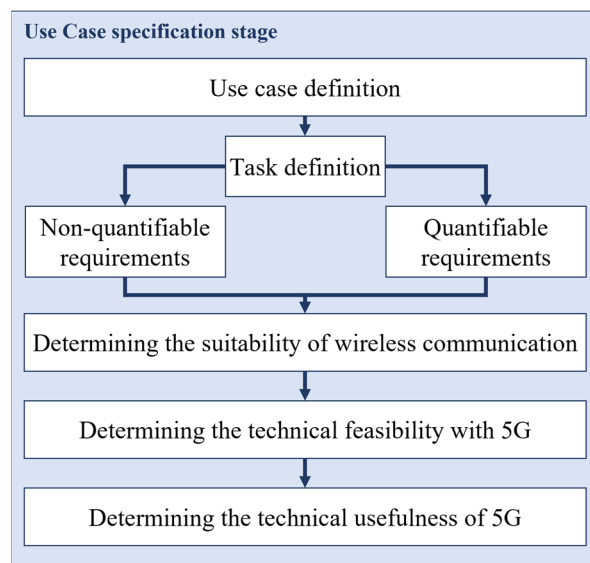 Use Case specification stage
Use case definition
Task definition
Non-quantifiable
requirements
Quantifiable
requirements
Determining the suitability of wireless communication
Determining the technical feasibility with 5G
Determining the technical usefulness of 5G